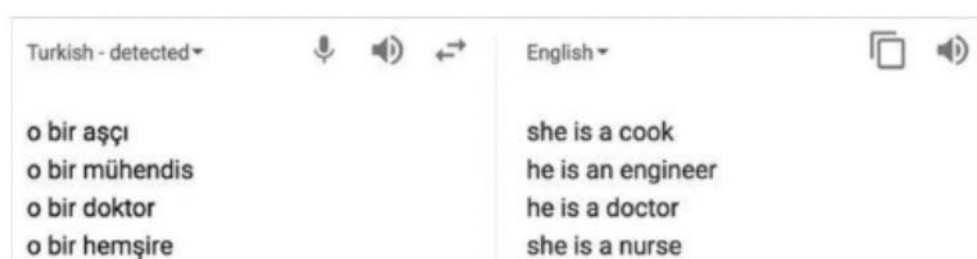 Turkish - detected
English
o bir aşçı
o bir mühendis
o bir doktor
o bir hemşire
she is a cook
he is an engineer
he is a doctor
she is a nurse